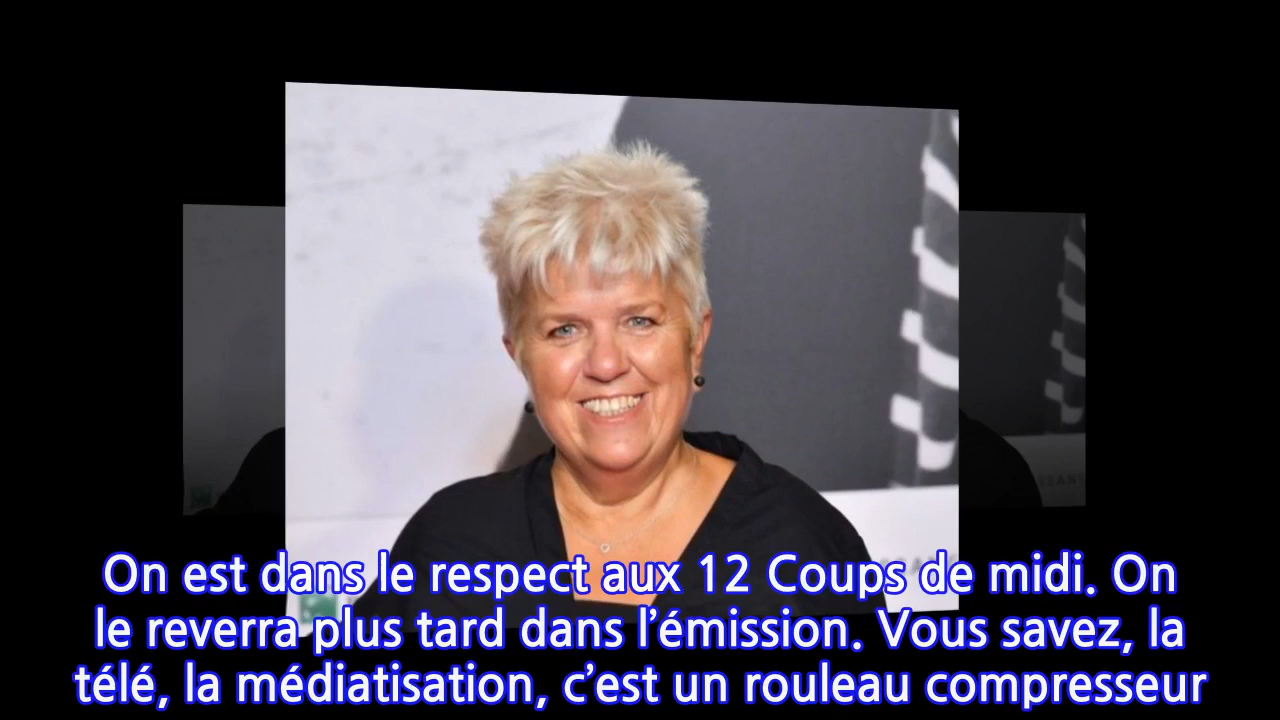 On est dans le respect aux 12 Coups de midi. On
le reverra plus tard dans l’émission. Vous savez, la
télé, la médiatisation, c’est un rouleau compresseur